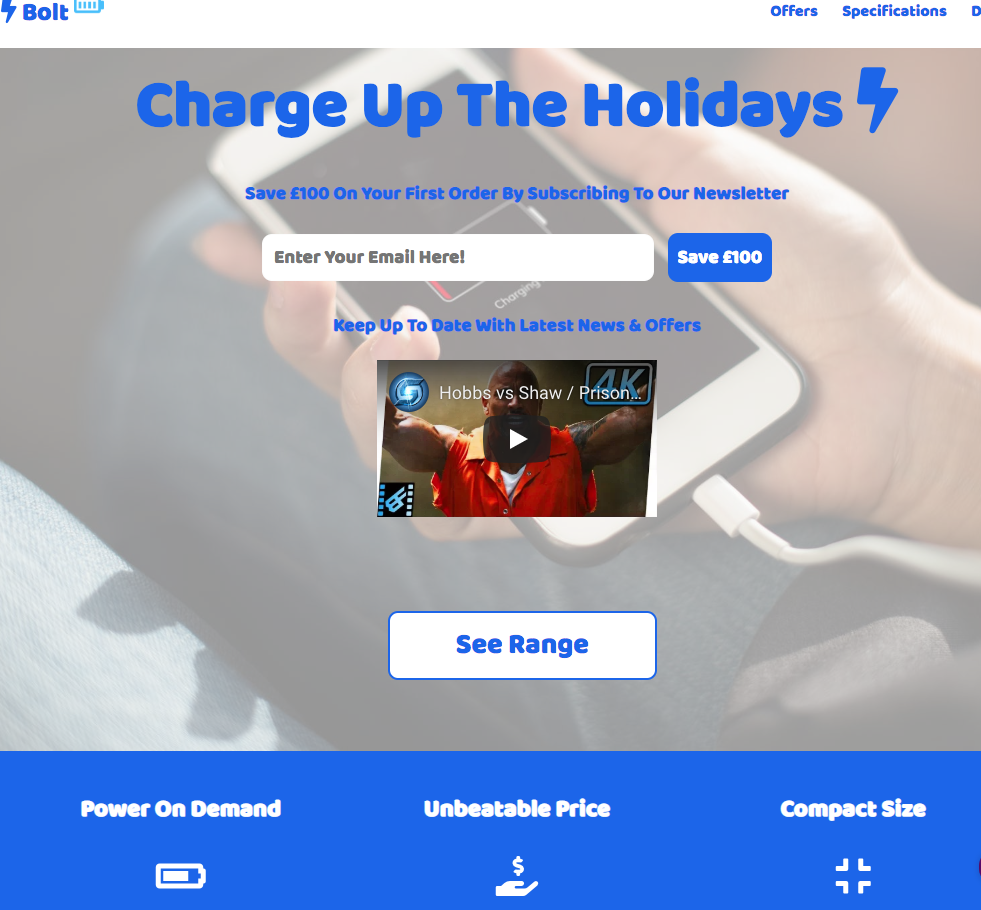 Bolt
Offers Specifications D
Charge Up The Holidays
Save £100 On Your First Order By Subscribing To Our Newsletter
Enter Your Email Here!
Save £100
Charging
Keep Up To Date With Latest News & Offers
Hobbs vs Shaw / Prison...
4K
See Range
Power On Demand
Unbeatable Price
Compact Size